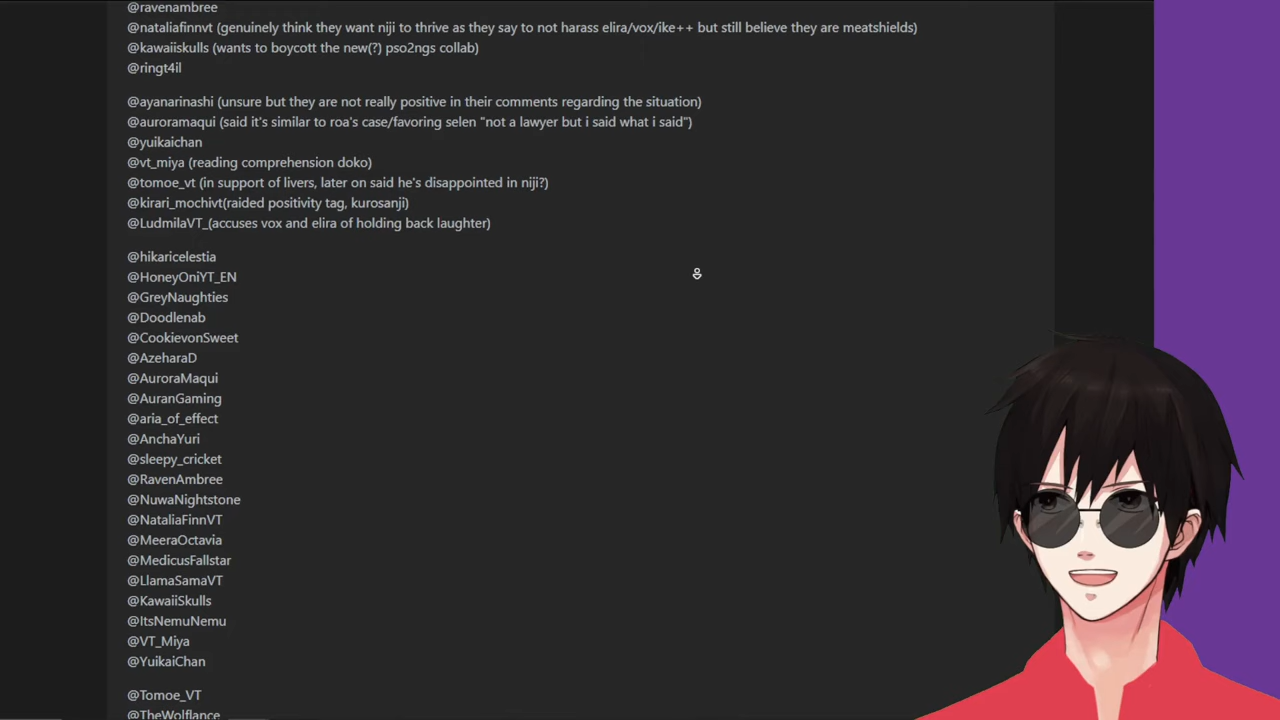 @ravenambree
@nataliafinnvt (genuinely think they want niji to thrive as they say to not harass elira/vox/ike++ but still believe they are meatshields)
@kawaiiskulls (wants to boycott the new(?) pso2ngs collab)
@ringt4il
@ayanarinashi (unsure but they are not really positive in their comments regarding the situation)
@auroramaqui (said it's similar to roa's case/favoring selen "not a lawyer but i said what i said")
@yuikaichan
@vt_miya (reading comprehension doko)
@tomoe_vt (in support of livers, later on said he's disappointed in niji?)
@kirari_mochivt(raided positivity tag, kurosanji)
@LudmilaVT_(accuses vox and elira of holding back laughter)
@hikaricelestia
@HoneyOniYT_EN
@GreyNaughties
@Doodlenab
@CookievonSweet
@AzeharaD
@AuroraMaqui
@AuranGaming
@aria_of_effect
@AnchaYuri
@sleepy_cricket
@RavenAmbree
@NuwaNightstone
@NataliaFinnVT
@MeeraOctavia
@MedicusFallstar
@LlamaSamaVT
@KawaiiSkulls
@ItsNemuNemu
@VT_Miya
@YuikaiChan
@Tomoe_VT
@TheWolflance